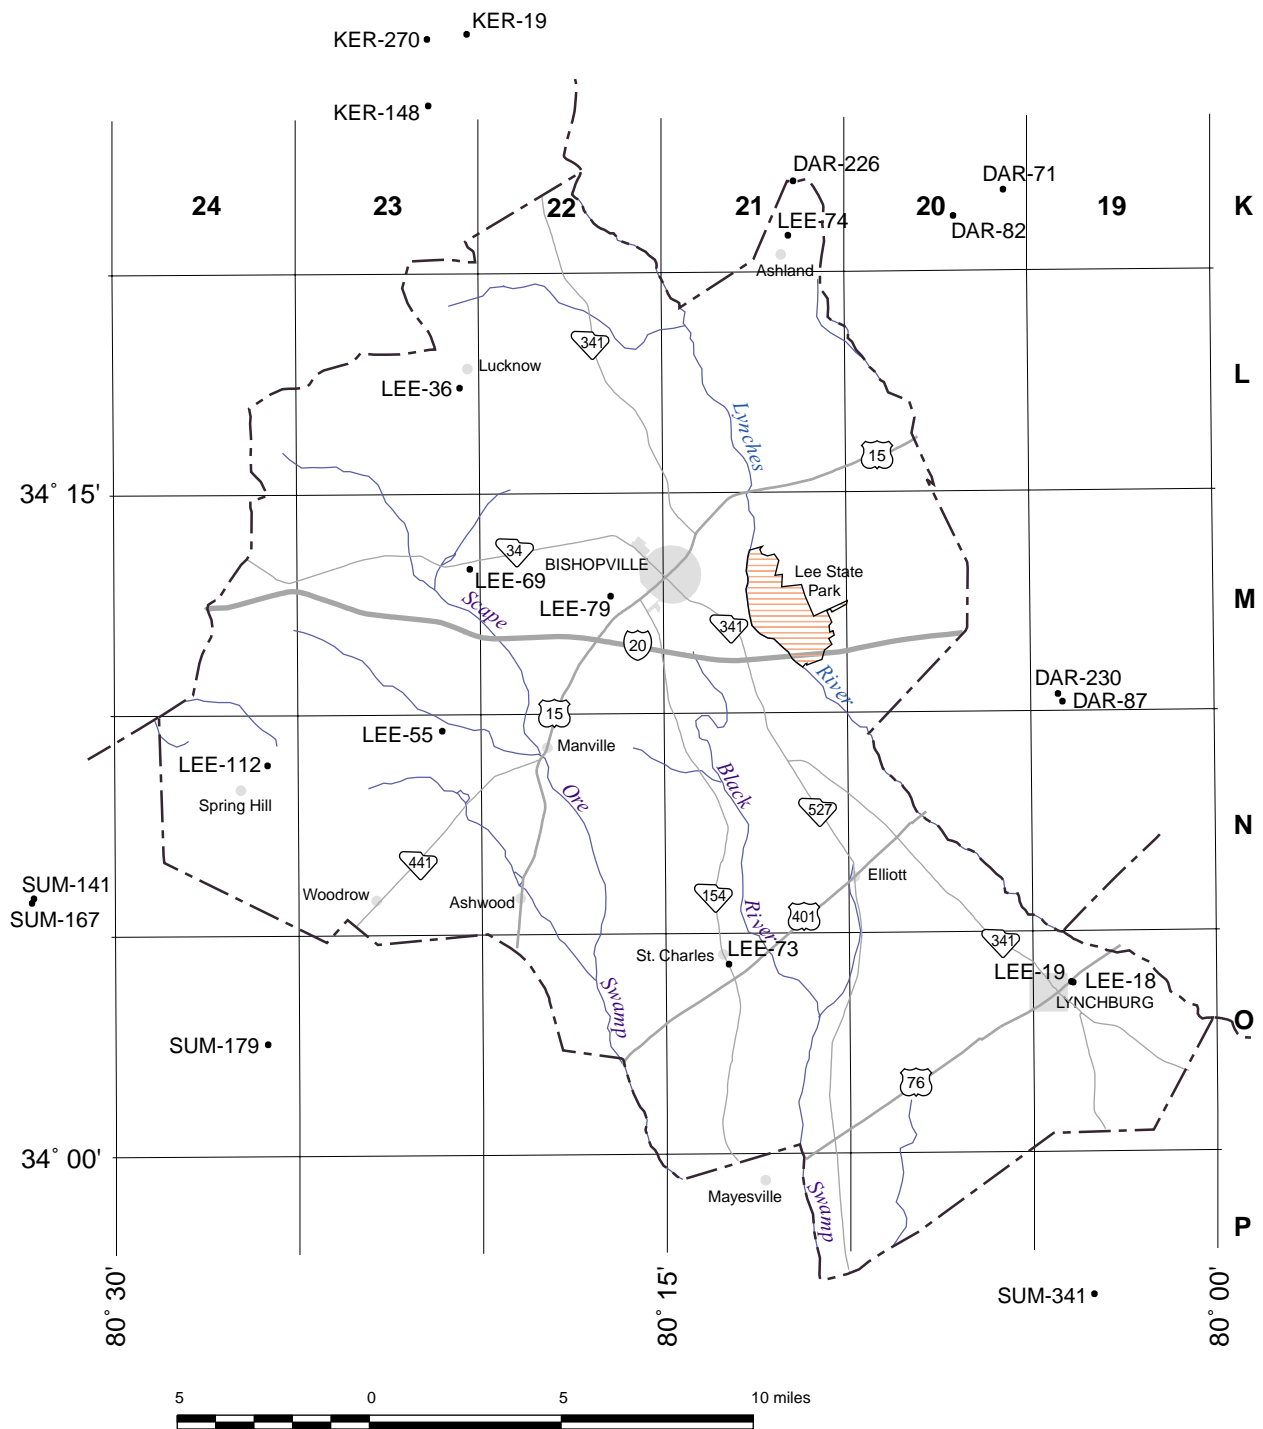 KER-19
KER-270
KER-148
DAR-226
DAR-71
24
23
22
21
20
19
K
LEE-74
DAR-82
Ashland
341
Lucknow
L
LEE-36
Lynches
15
34° 15'
34
BISHOPVILLE
Lee State
Park
LEE-69
LEE-79
M
Scape
341
20
River
DAR-230
DAR-87
15
LEE-55
Manville
LEE-112
Black
Spring Hill
Ore
527
N
441
Elliott
SUM-141
Woodrow
Ashwood
154
SUM-167
401
River
341
St. Charles
LEE-73
LEE-19
LEE-18
LYNCHBURG
Swamp
O
SUM-179
76
34° 00'
Mayesville
Swamp
P
80° 30'
80° 15'
80° 00'
SUM-341
5 0 5 10 miles